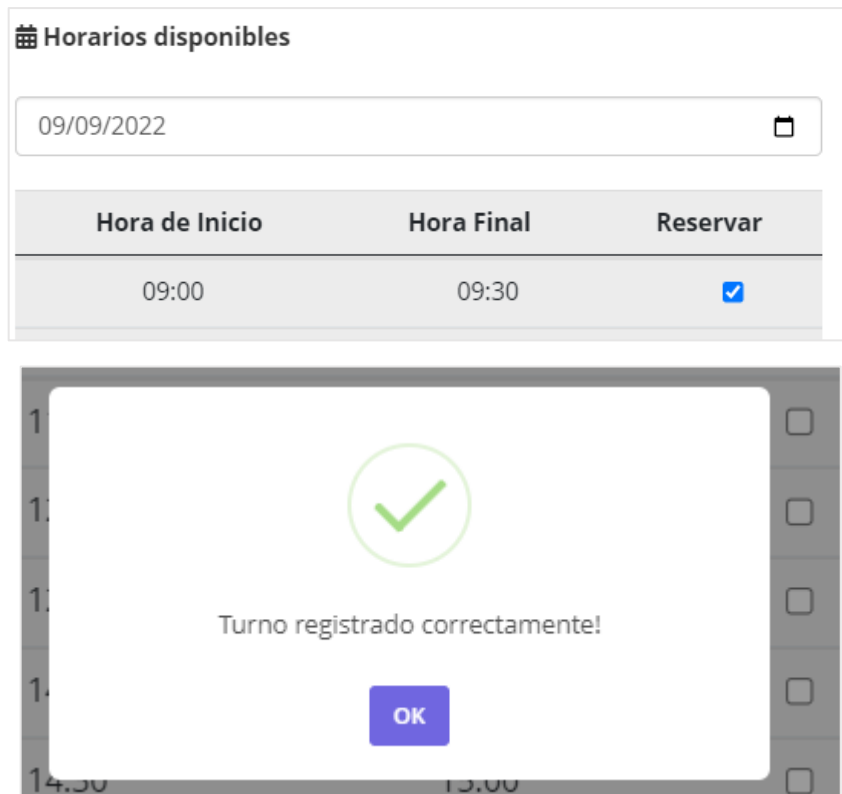 Horarios disponibles
09/09/2022
Hora de Inicio Hora Final Reservar
09:00 09:30
Turno registrado correctamente!
OK